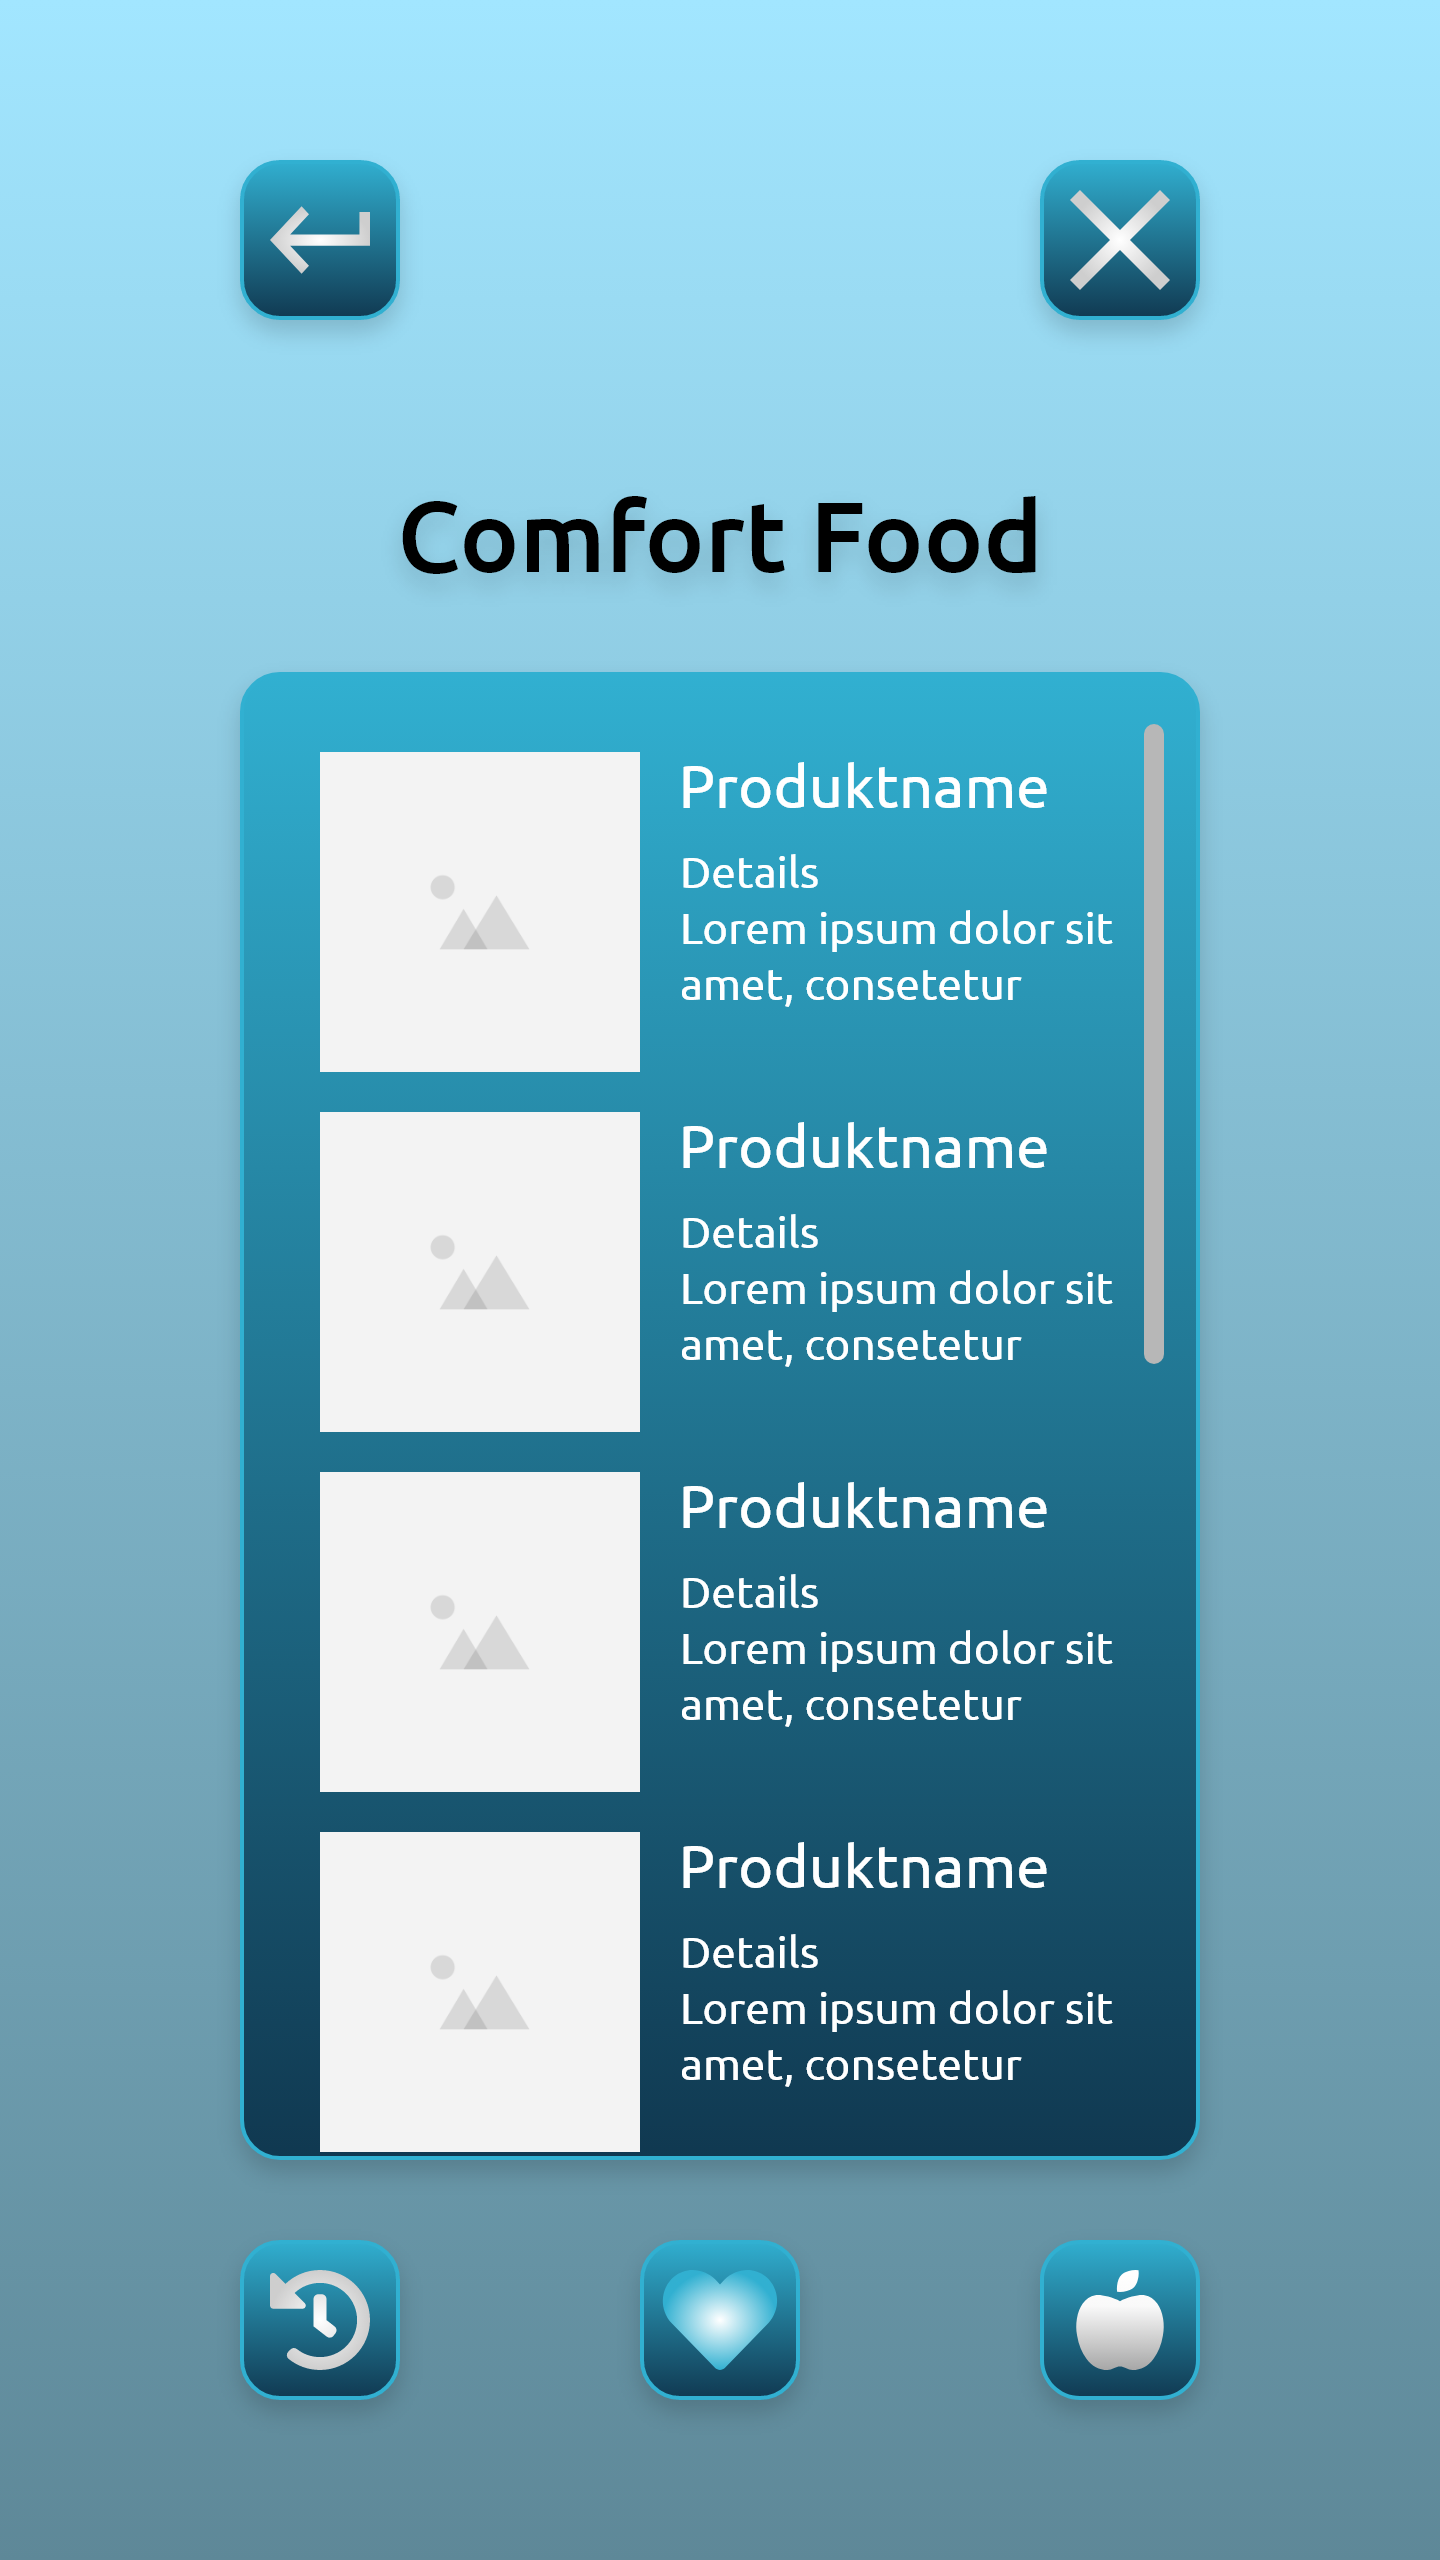 Comfort Food
Produktname
Details
Lorem ipsum dolor sit
amet, consetetur
Produktname
Details
Lorem ipsum dolor sit
amet, consetetur
Produktname
Details
Lorem ipsum dolor sit
amet, consetetur
Produktname
Details
Lorem ipsum dolor sit
amet, consetetur